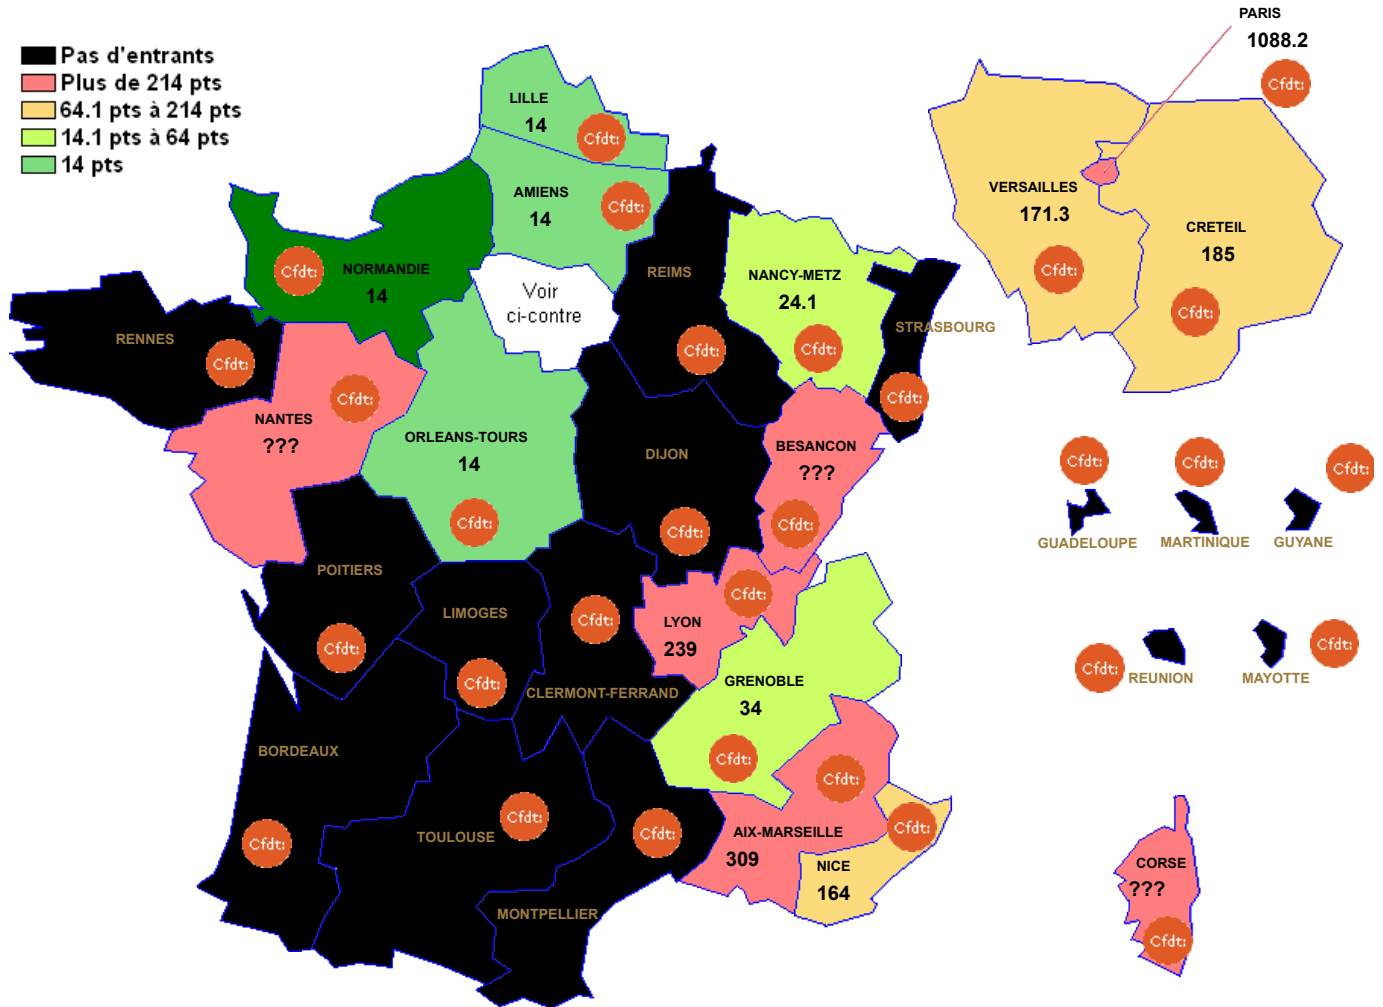 PARIS
1088.2
Cfdt:
Pas d'entrants
Plus de 214 pts
64.1 pts à 214 pts
14.1 pts à 64 pts
14 pts
LILLE
14
Cfdt:
AMIENS
14
Cfdt:
VERSAILLES
171.3
Cfdt:
CRETEIL
185
Cfdt:
NORMANDIE
14
Cfdt:
Voir
ci-contre
REIMS
Cfdt:
NANCY-METZ
24.1
Cfdt:
STRASBOURG
Cfdt:
RENNES
Cfdt:
NANTES
???
Cfdt:
ORLEANS-TOURS
14
Cfdt:
DIJON
Cfdt:
BESANCON
???
Cfdt:
Cfdt:
GUADELOUPE
Cfdt:
MARTINIQUE
Cfdt:
GUYANE
POITIERS
Cfdt:
LIMOGES
Cfdt:
Cfdt:
CLERMONT-FERRAND
LYON
239
Cfdt:
GRENOBLE
34
Cfdt:
Cfdt:
REUNION
MAYOTTE
Cfdt:
BORDEAUX
Cfdt:
TOULOUSE
Cfdt:
Cfdt:
MONTPELLIER
Cfdt:
AIX-MARSEILLE
309
Cfdt:
NICE
164
CORSE
???
Cfdt: